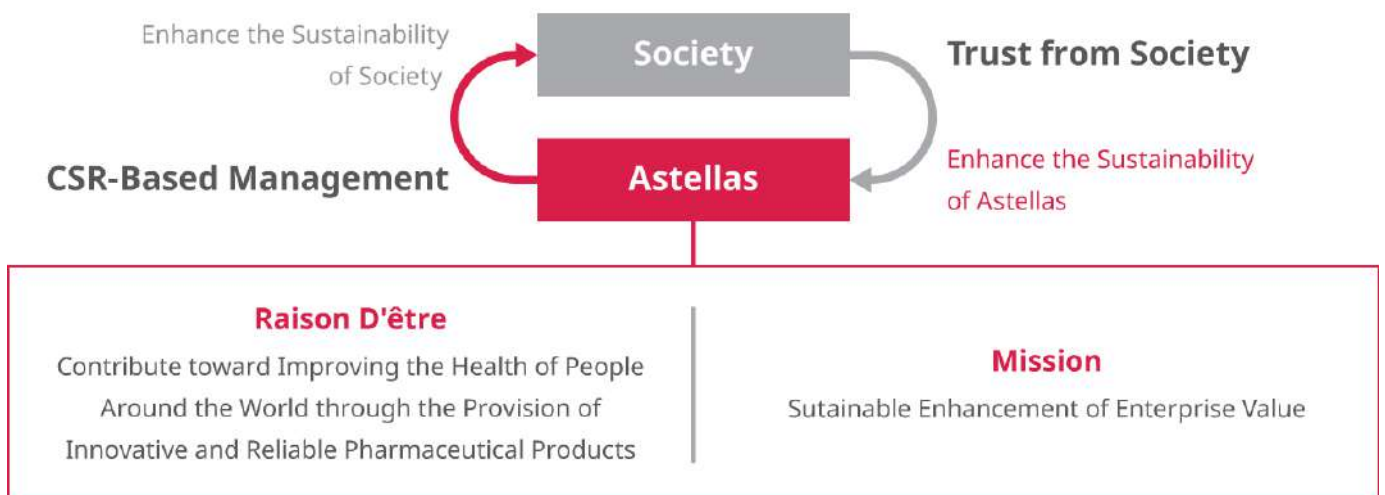 Enhance the Sustainability
of Society
Society
Trust from Society
CSR-Based Management
Astellas
Enhance the Sustainability
of Astellas
Raison D'être
Contribute toward Improving the Health of People
Around the World through the Provision of
Innovative and Reliable Pharmaceutical Products
Mission
Sutainable Enhancement of Enterprise Value